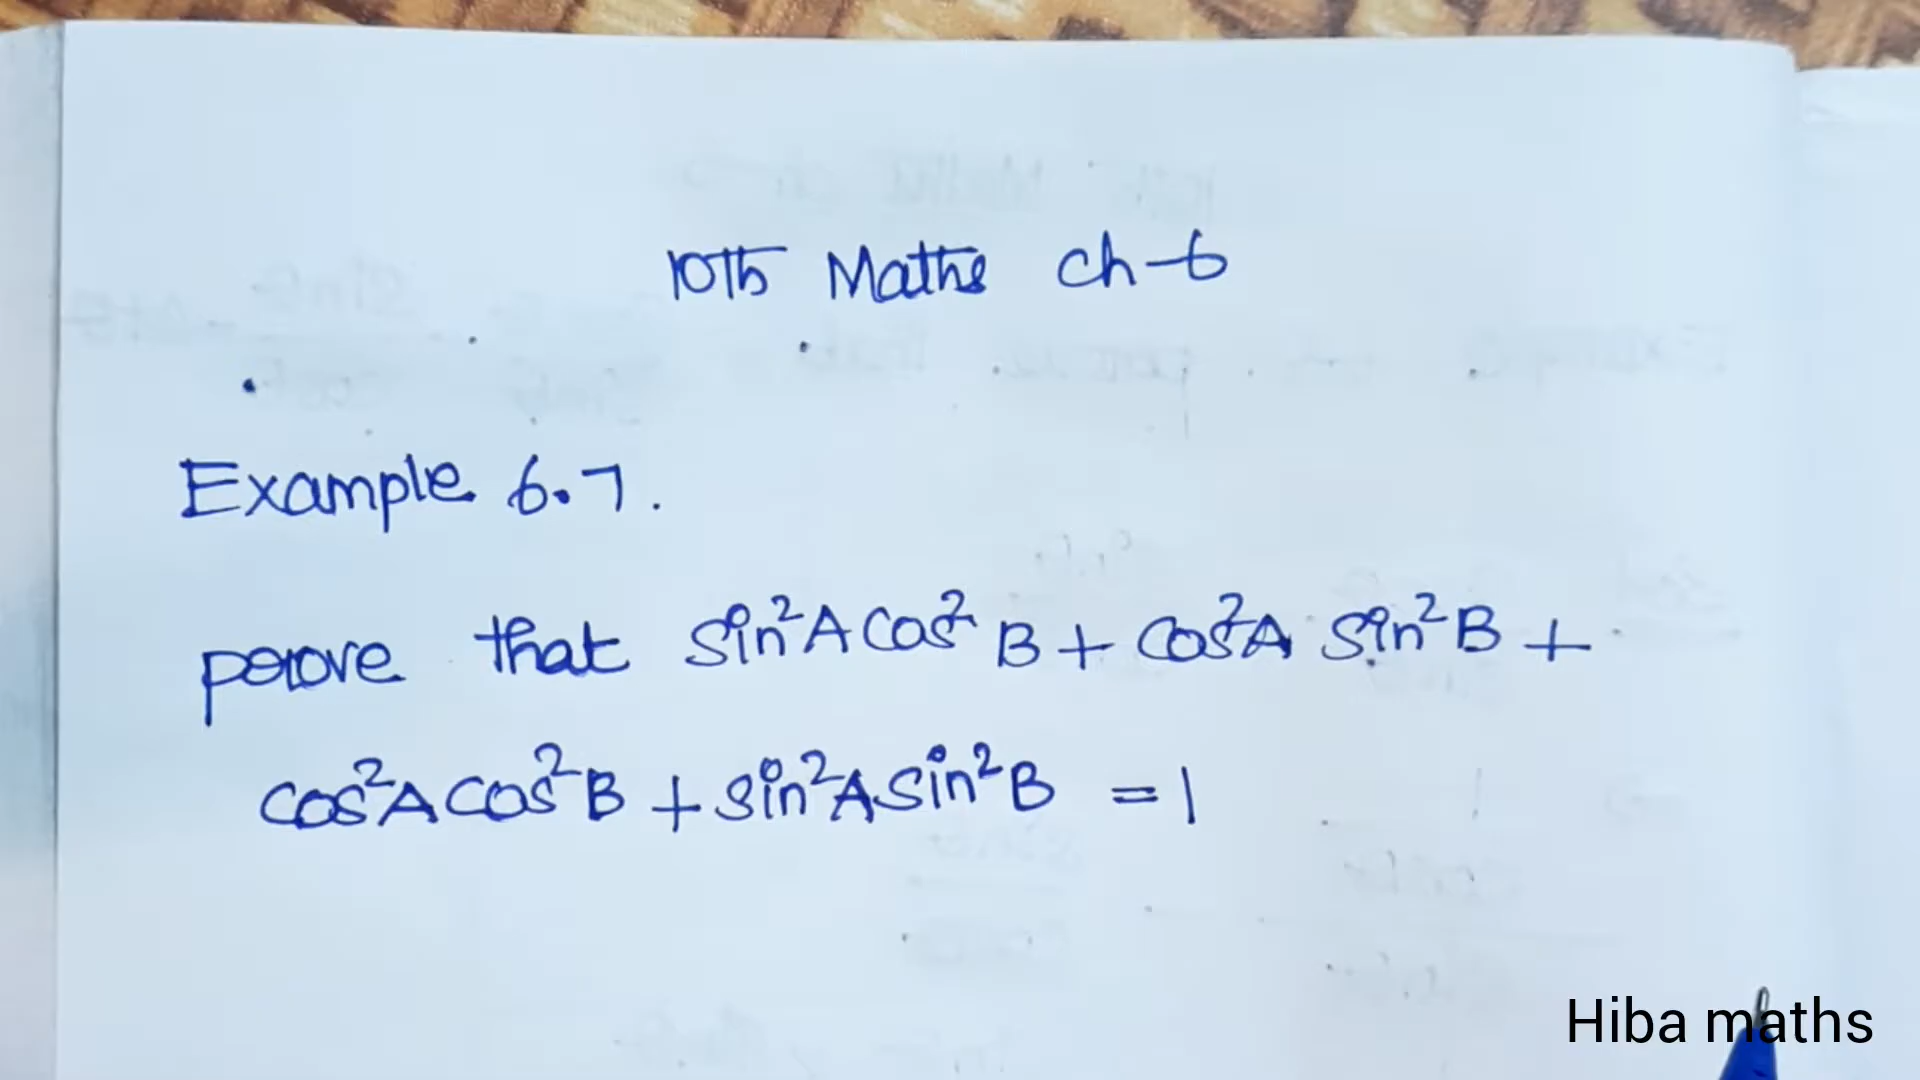 10th Maths ch-6
Example 6.7.
prove that Sin²A Cos²B + Cos²A Sin²B +
Cos²A Cos²B + Sin²A Sin²B = 1
Hiba maths